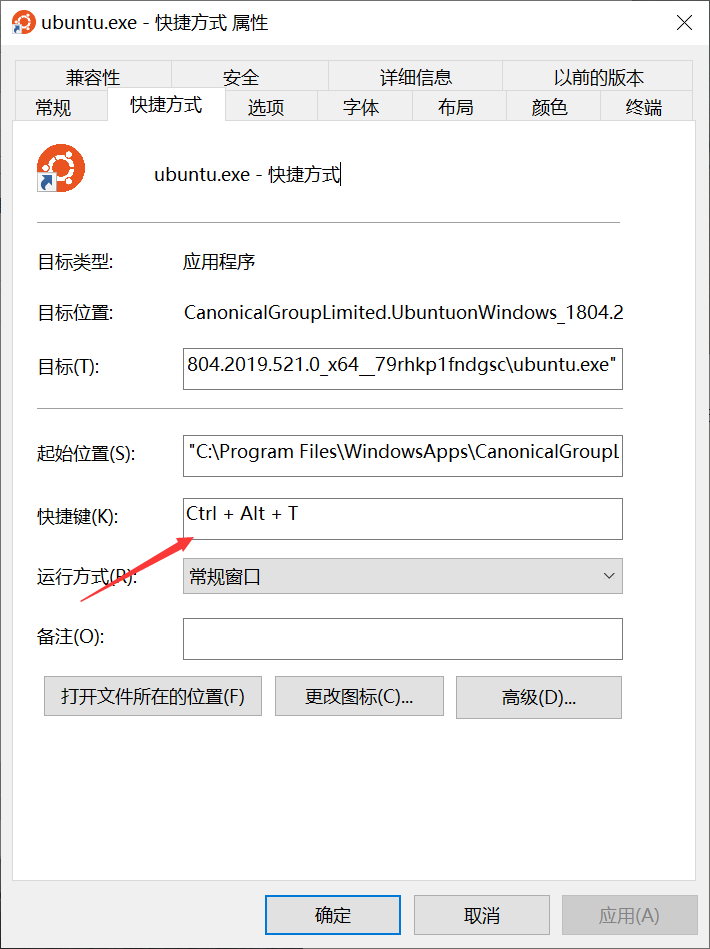 ubuntu.exe - 快捷方式 属性
兼容性 安全 详细信息 以前的版本
常规 快捷方式 选项 字体 布局 颜色 终端
ubuntu.exe - 快捷方式
目标类型: 应用程序
目标位置: CanonicalGroupLimited.UbuntuonWindows_1804.2
目标(T): 804.2019.521.0_x64__79rhkp1fndgsc\ubuntu.exe"
起始位置(S): "C:\Program Files\WindowsApps\CanonicalGroupL
快捷键(K): Ctrl + Alt + T
运行方式(R): 常规窗口
备注(O):
打开文件所在的位置(F) 更改图标(C)... 高级(D)...
确定 取消 应用(A)